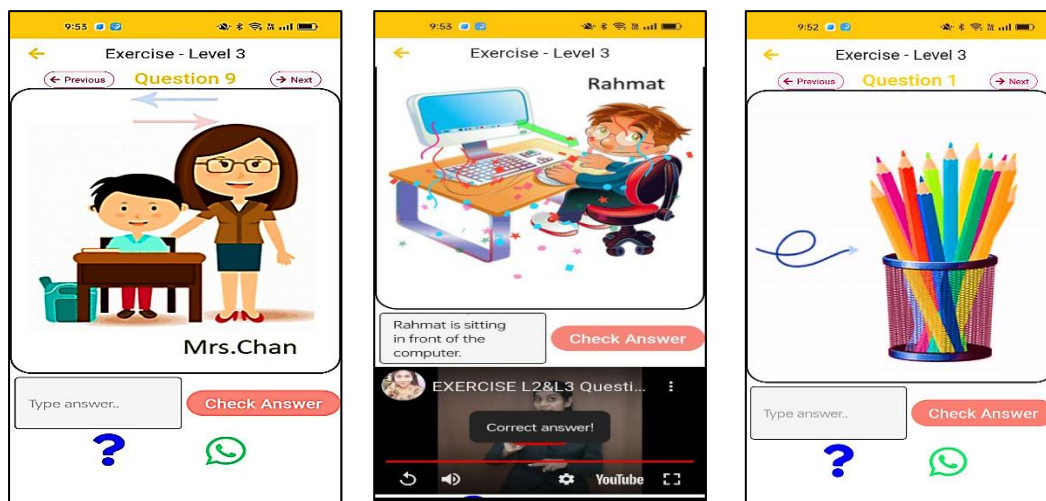 9:53
Exercise - Level 3
← Previous
Question 9
→ Next
Mrs.Chan
Type answer..
Check Answer
?
9:53
Exercise - Level 3
Rahmat
Rahmat is sitting
in front of the
computer.
Check Answer
EXERCISE L2&L3 Questi...
Correct answer!
YouTube
9:52
Exercise - Level 3
← Previous
Question 1
→ Next
Type answer..
Check Answer
?